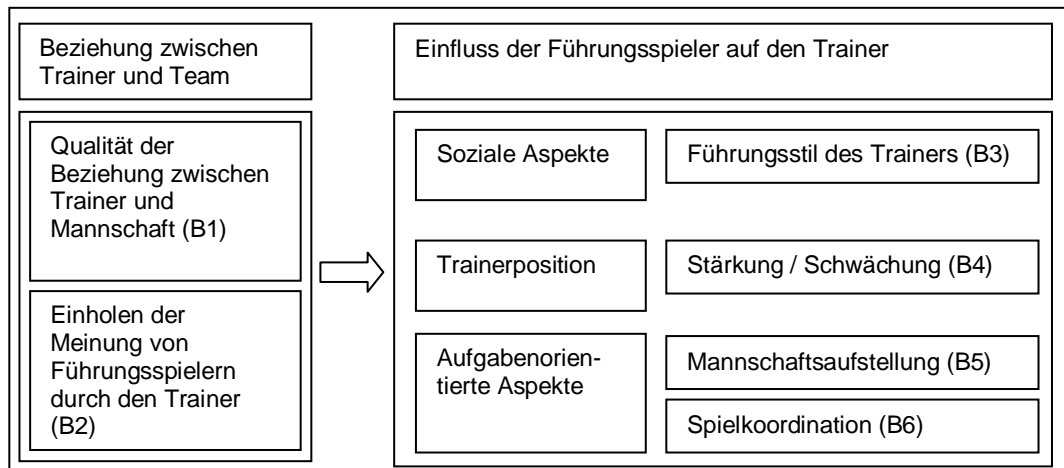 Beziehung zwischen
Trainer und Team
Einfluss der Führungsspieler auf den Trainer
Qualität der
Beziehung zwischen
Trainer und
Mannschaft (B1)
Einholen der
Meinung von
Führungsspielern
durch den Trainer
(B2)
Soziale Aspekte
Führungsstil des Trainers (B3)
Trainerposition
Stärkung / Schwächung (B4)
Aufgabenorien-
tierte Aspekte
Mannschaftsaufstellung (B5)
Spielkoordination (B6)